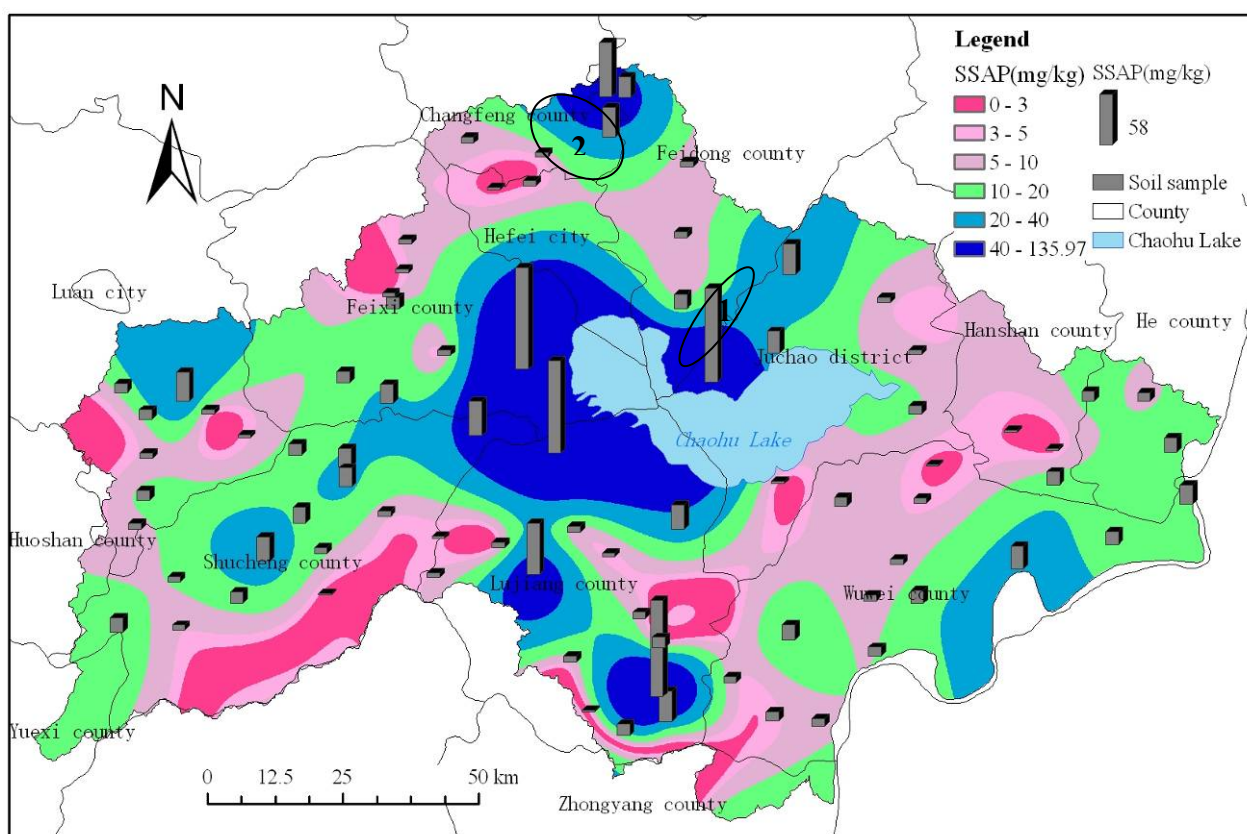 Legend
SSAP(mg/kg) SSAP(mg/kg)
0 - 3
3 - 5
5 - 10
10 - 20
20 - 40
40 - 135.97
58
Soil sample
County
Chaohu Lake
N
Changfeng county
2
Feidong county
Hefei city
Luan city
Feixi county
1
Hanshan county
He county
Juchao district
Chaohu Lake
Huoshan county
Shucheng county
Lujiang county
Wuwei county
Yuexi county
0 12.5 25 50 km
Zhongyang county